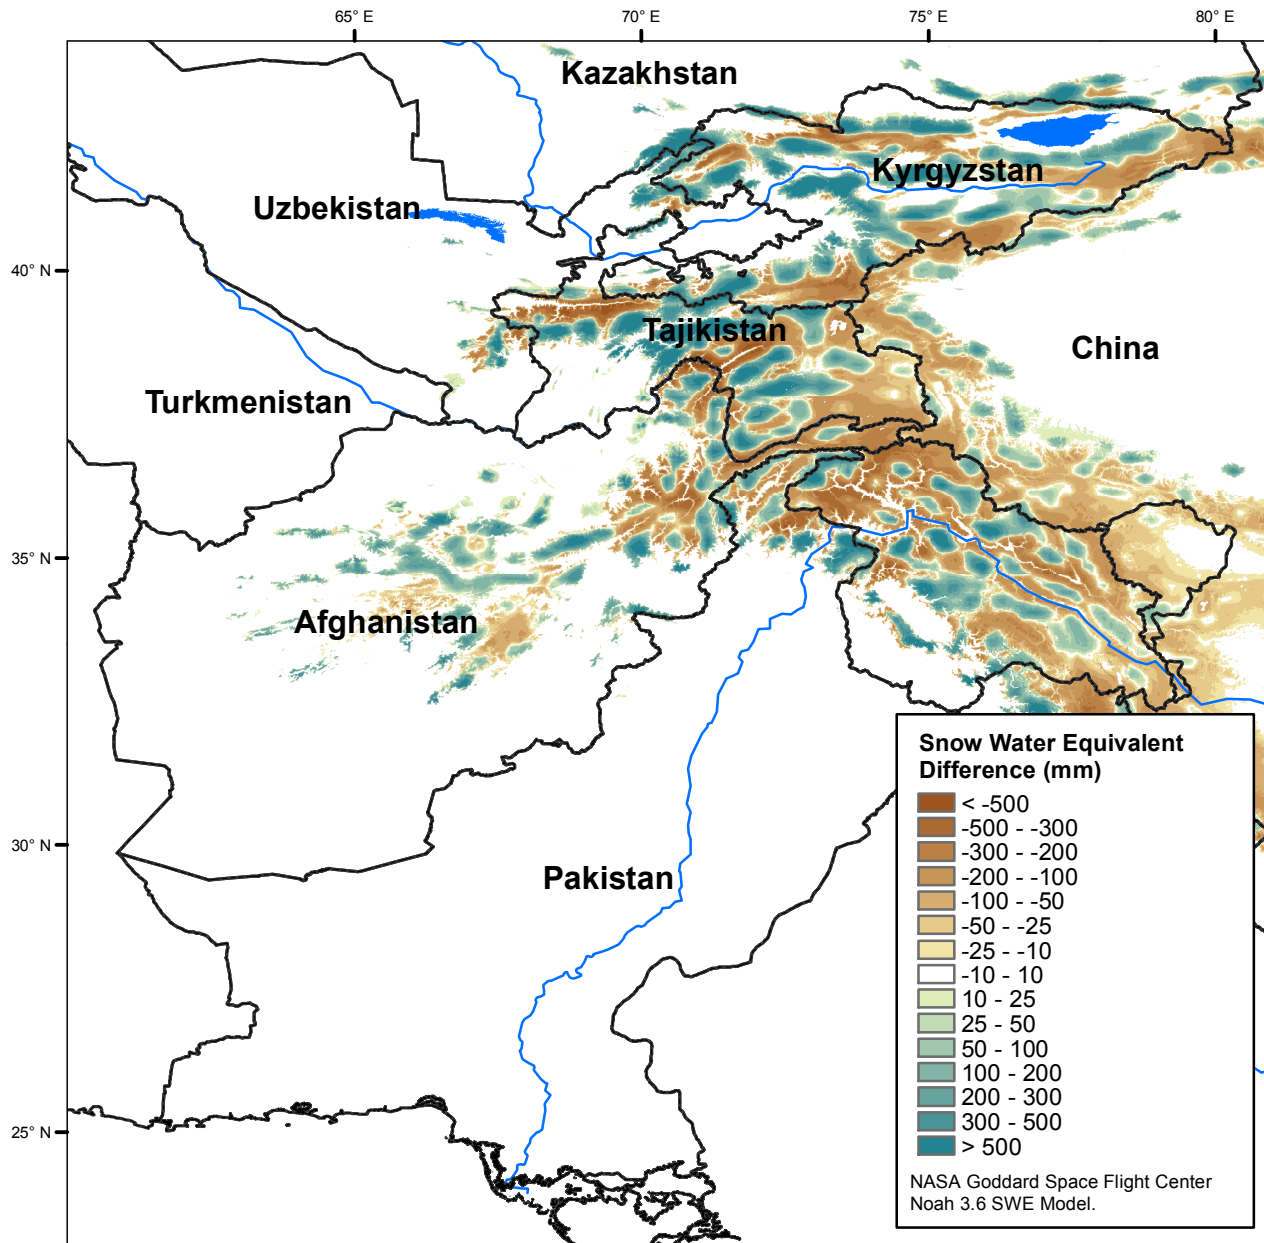 65° E
70° E
75° E
80° E
Kazakhstan
Kyrgyzstan
Uzbekistan
40° N
Tajikistan
China
Turkmenistan
35° N
Afghanistan
Snow Water Equivalent
Difference (mm)
< -500
-500 - -300
-300 - -200
-200 - -100
-100 - -50
-50 - -25
-25 - -10
-10 - 10
10 - 25
25 - 50
50 - 100
100 - 200
200 - 300
300 - 500
> 500
NASA Goddard Space Flight Center
Noah 3.6 SWE Model.
30° N
Pakistan
25° N